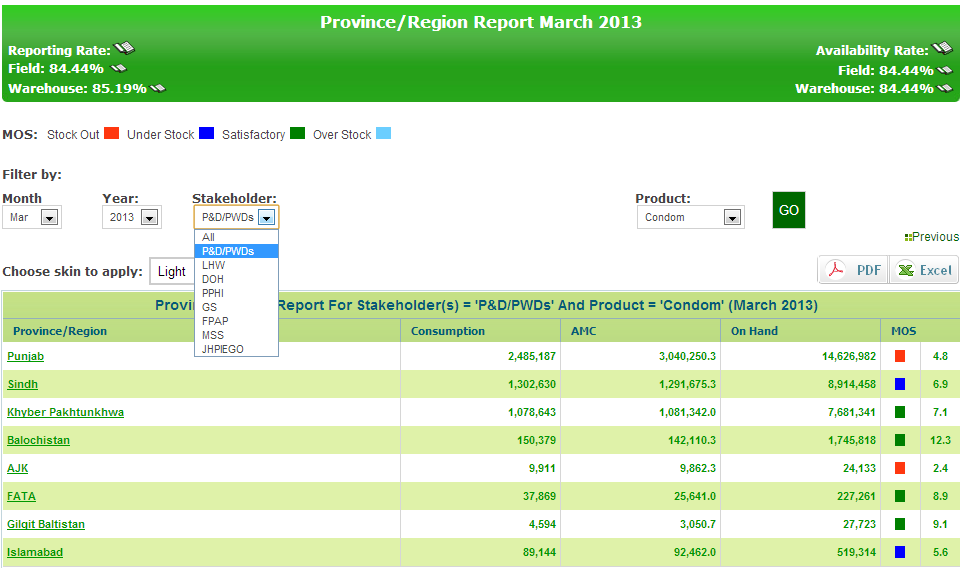 Province/Region Report March 2013
Reporting Rate:
Availability Rate:
Field: 84.44%
Field: 84.44%
Warehouse: 85.19%
Warehouse: 84.44%
MOS: Stock Out Under Stock Satisfactory Over Stock
Filter by:
Month Year: Stakeholder: Product:
Mar 2013 P&D/PWDs Condom GO
All
P&D/PWDs
LHW
DOH
PPHI
GS
FPAP
MSS
JHPIEGO
Previous
Choose skin to apply: Light PDF Excel
Provin Report For Stakeholder(s) = 'P&D/PWDs' And Product = 'Condom' (March 2013)
Province/Region Consumption AMC On Hand MOS
Punjab 2,485,187 3,040,250.3 14,626,982 4.8
Sindh 1,302,630 1,291,675.3 8,914,458 6.9
Khyber Pakhtunkhwa 1,078,643 1,081,342.0 7,681,341 7.1
Balochistan 150,379 142,110.3 1,745,818 12.3
AJK 9,911 9,862.3 24,133 2.4
FATA 37,869 25,641.0 227,261 8.9
Gilgit Baltistan 4,594 3,050.7 27,723 9.1
Islamabad 89,144 92,462.0 519,314 5.6